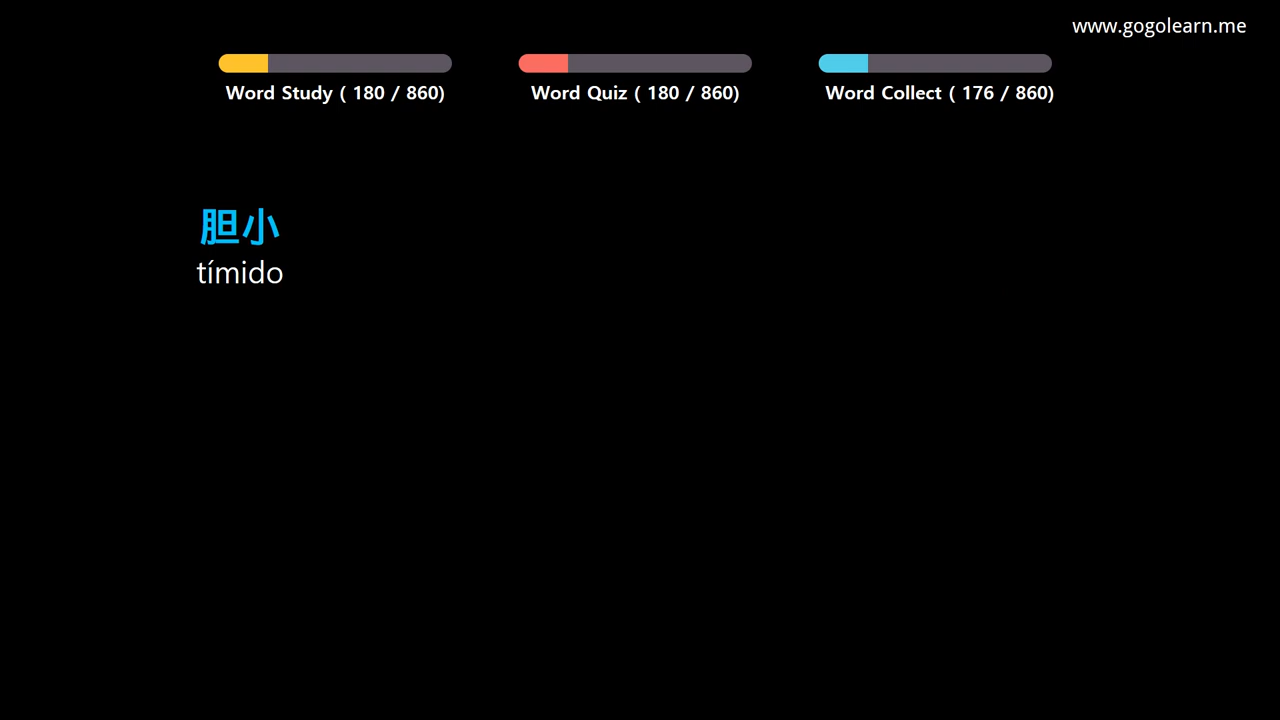 www.gogolearn.me
Word Study ( 180 / 860)
Word Quiz ( 180 / 860)
Word Collect ( 176 / 860)
胆小
tímido